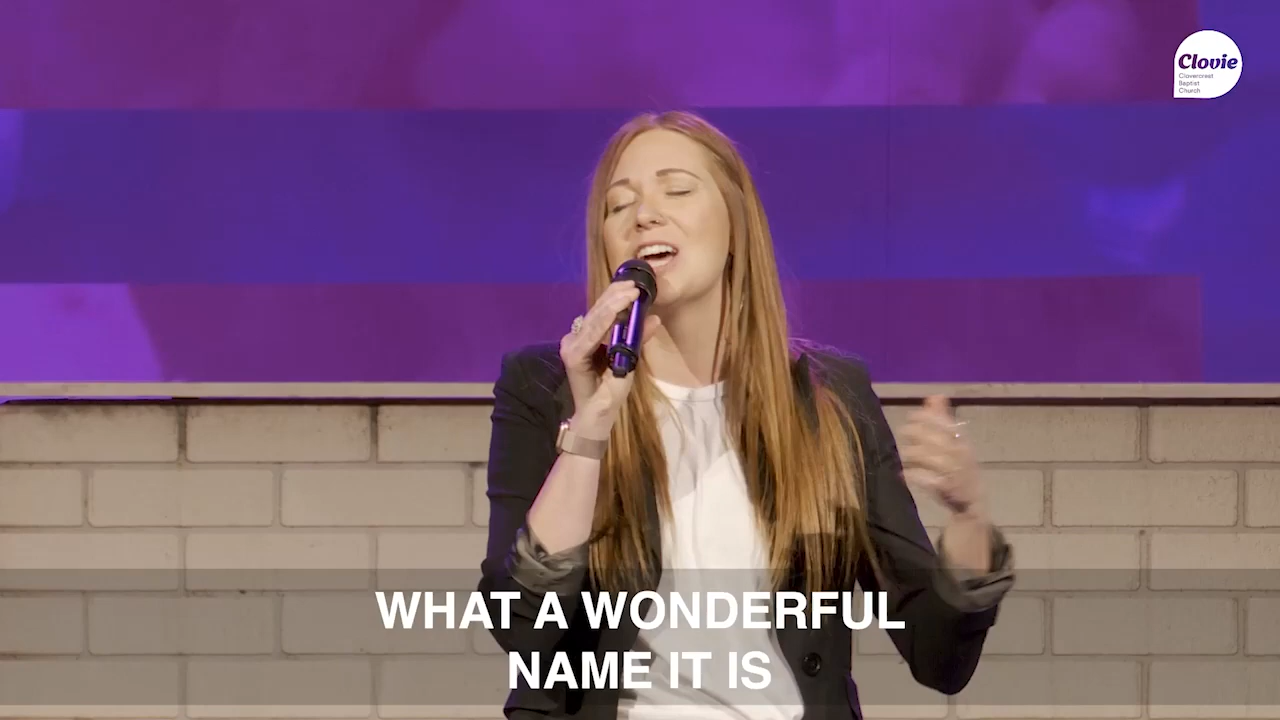 Clovie
Clovercrest
Baptist
Church
WHAT A WONDERFUL
NAME IT IS